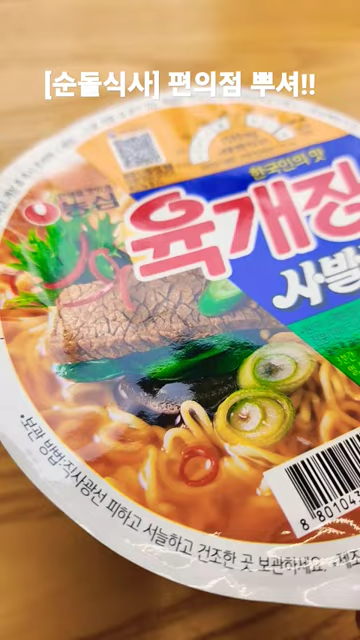 [순돌식사] 편의점 뿌셔!!
한국인의 맛
농심
육개장
사발
•보관 방법:직사광선 피하고 서늘하고 건조한 곳 보관하세요.
8 80104